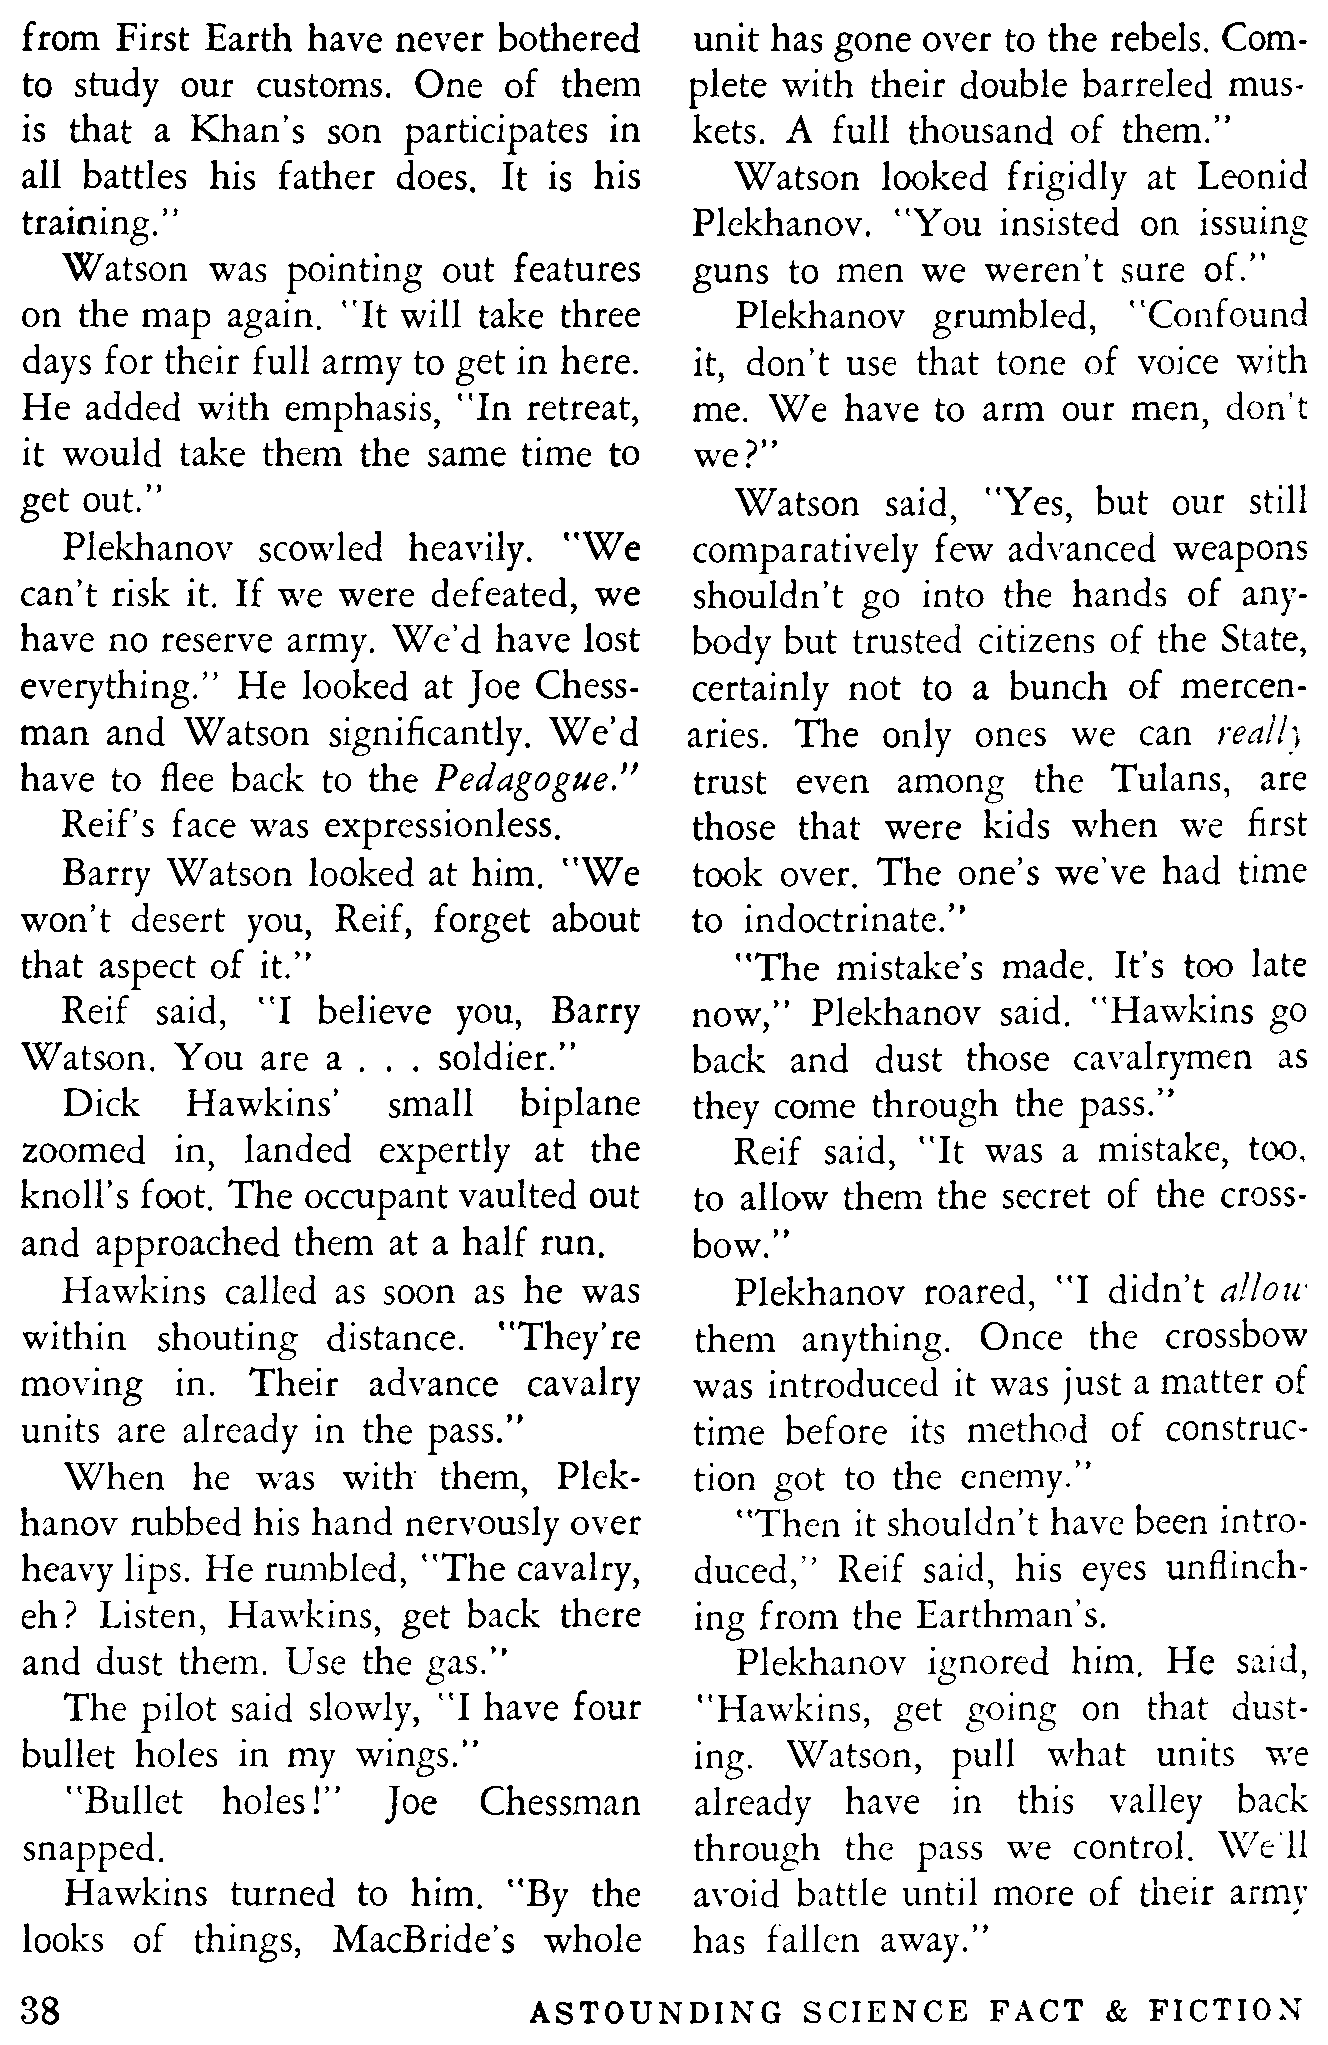 from First Earth have never bothered
to study our customs. One of them
is that a Khan's son participates in
all battles his father does. It is his
training."
Watson was pointing out features
on the map again. "It will take three
days for their full army to get in here.
He added with emphasis, "In retreat,
it would take them the same time to
get out."
Plekhanov scowled heavily. "We
can't risk it. If we were defeated, we
have no reserve army. We'd have lost
everything." He looked at Joe Chess-
man and Watson significantly. We'd
have to flee back to the Pedagogue."
Reif's face was expressionless.
Barry Watson looked at him. "We
won't desert you, Reif, forget about
that aspect of it."
Reif said, "I believe you, Barry
Watson. You are a . . . soldier."
Dick Hawkins' small biplane
zoomed in, landed expertly at the
knoll's foot. The occupant vaulted out
and approached them at a half run.
Hawkins called as soon as he was
within shouting distance. "They're
moving in. Their advance cavalry
units are already in the pass."
When he was with them, Plek-
hanov rubbed his hand nervously over
heavy lips. He rumbled, "The cavalry,
eh? Listen, Hawkins, get back there
and dust them. Use the gas."
The pilot said slowly, "I have four
bullet holes in my wings."
"Bullet holes!" Joe Chessman
snapped.
Hawkins turned to him. "By the
looks of things, MacBride's whole
unit has gone over to the rebels. Com-
plete with their double barreled mus-
kets. A full thousand of them."
Watson looked frigidly at Leonid
Plekhanov. "You insisted on issuing
guns to men we weren't sure of."
Plekhanov grumbled, "Confound
it, don't use that tone of voice with
me. We have to arm our men, don't
we?"
Watson said, "Yes, but our still
comparatively few advanced weapons
shouldn't go into the hands of any-
body but trusted citizens of the State,
certainly not to a bunch of mercen-
aries. The only ones we can really
trust even among the Tulans, are
those that were kids when we first
took over. The one's we've had time
to indoctrinate."
"The mistake's made. It's too late
now," Plekhanov said. "Hawkins go
back and dust those cavalrymen as
they come through the pass."
Reif said, "It was a mistake, too,
to allow them the secret of the cross-
bow."
Plekhanov roared, "I didn't allow
them anything. Once the crossbow
was introduced it was just a matter of
time before its method of construc-
tion got to the enemy."
"Then it shouldn't have been intro-
duced," Reif said, his eyes unflinch-
ing from the Earthman's.
Plekhanov ignored him. He said,
"Hawkins, get going on that dust-
ing. Watson, pull what units we
already have in this valley back
through the pass we control. We'll
avoid battle until more of their army
has fallen away."
38 ASTOUNDING SCIENCE FACT & FICTION